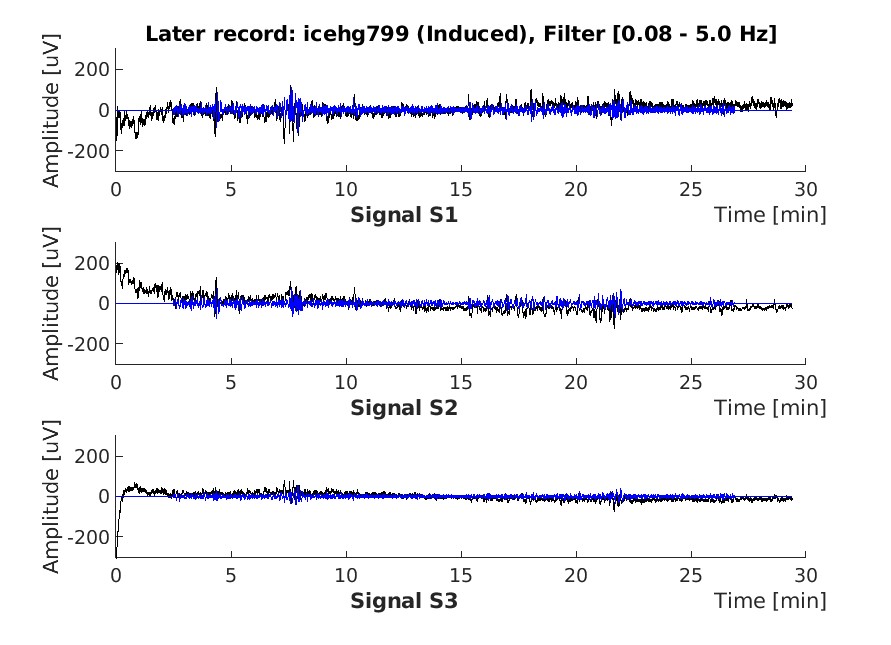 Later record: icehg799 (Induced), Filter [0.08 - 5.0 Hz]
Amplitude [uV]
200
0
-200
0 5 10 15 20 25 30
Signal S1 Time [min]
Amplitude [uV]
200
0
-200
0 5 10 15 20 25 30
Signal S2 Time [min]
Amplitude [uV]
200
0
-200
0 5 10 15 20 25 30
Signal S3 Time [min]